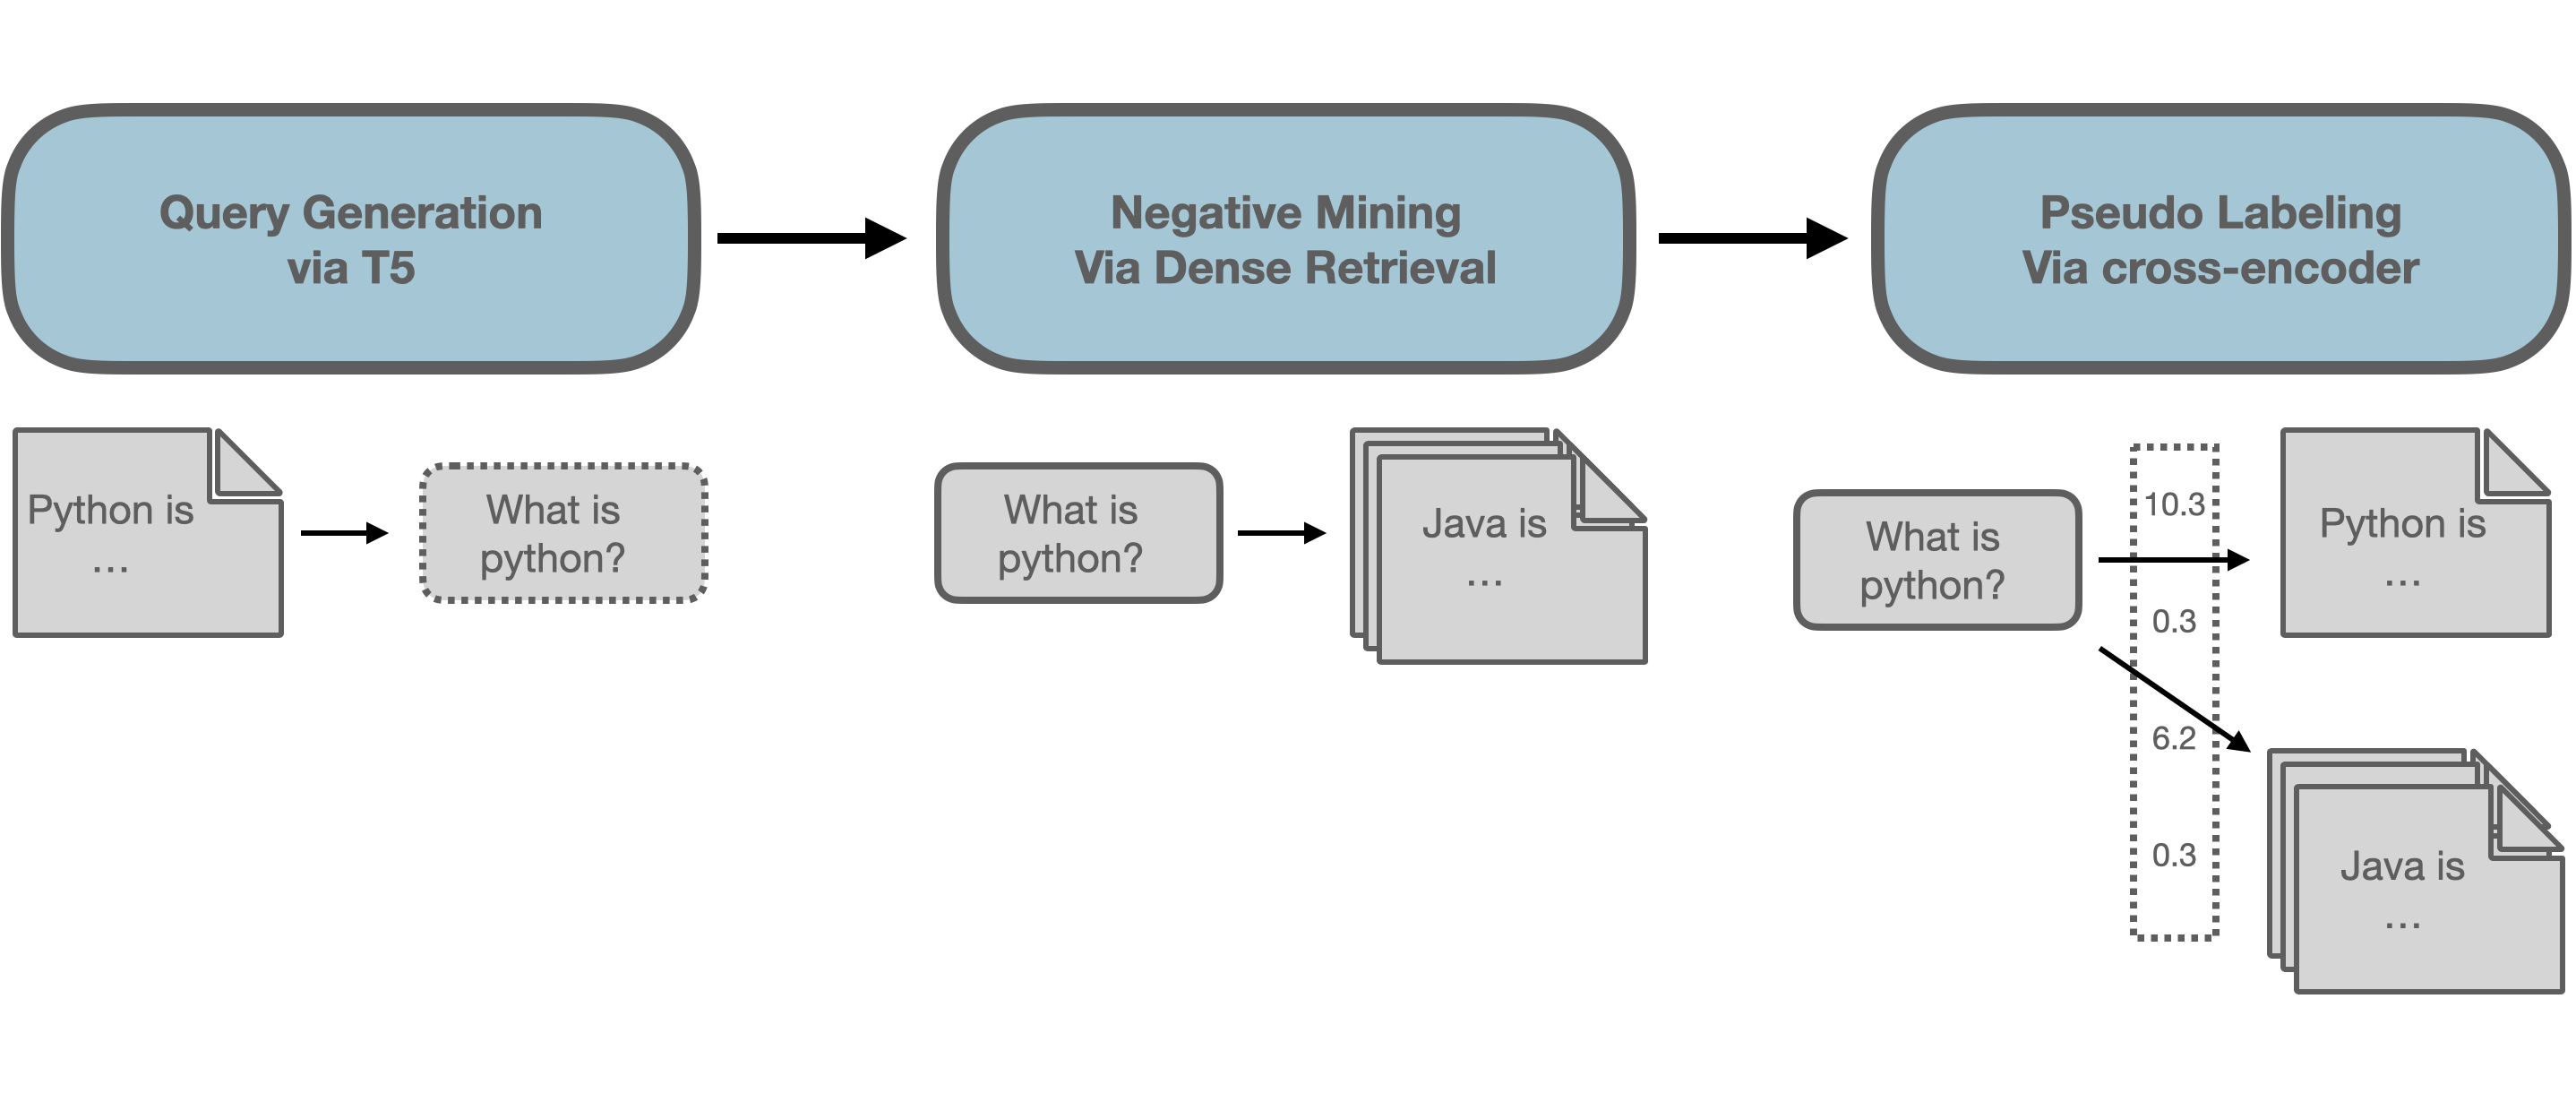 Query Generation
via T5
Negative Mining
Via Dense Retrieval
Pseudo Labeling
Via cross-encoder
Python is
...
What is
python?
What is
python?
Java is
...
What is
python?
10.3
0.3
6.2
0.3
Python is
...
Java is
...